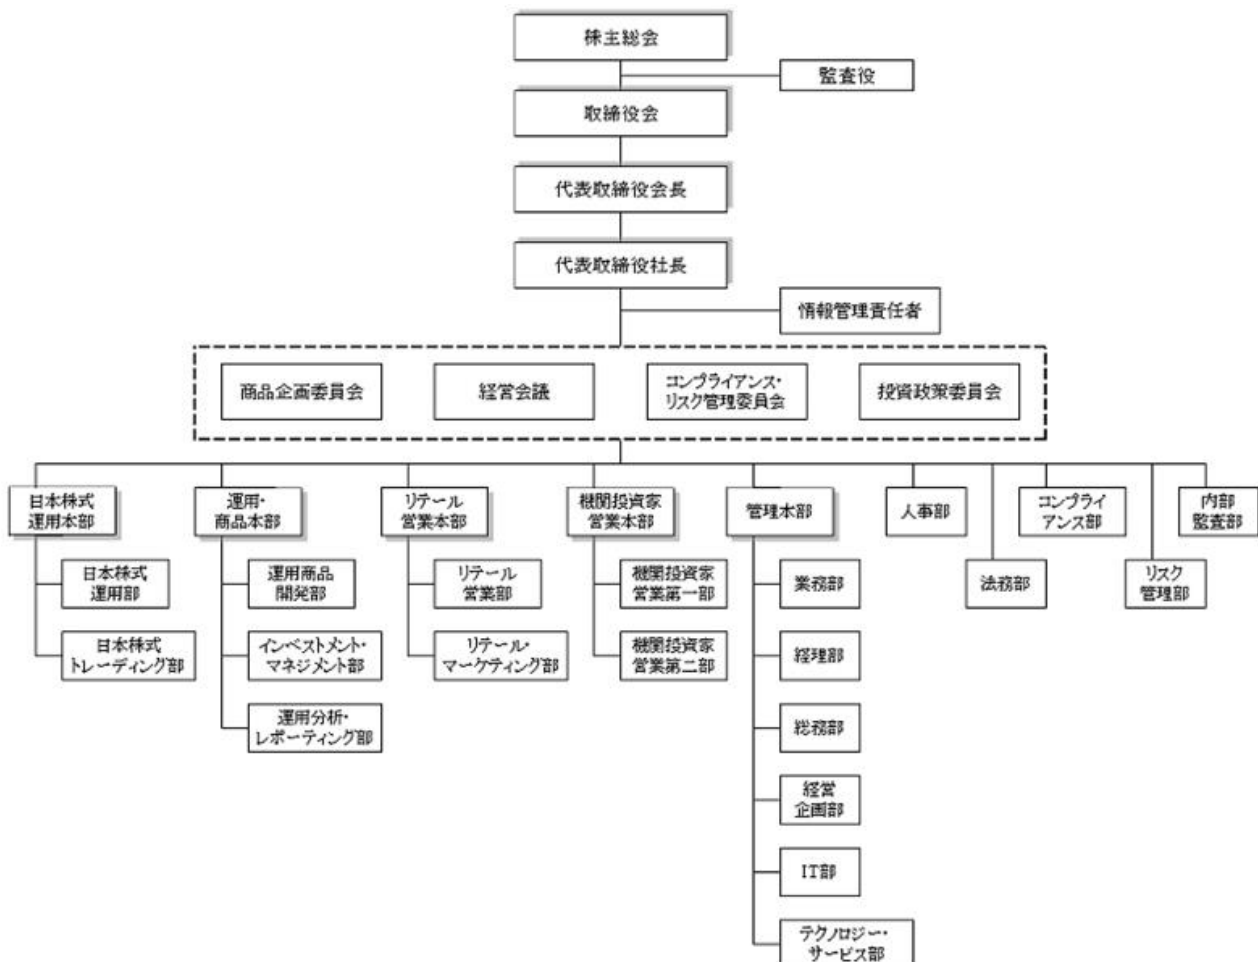 株主総会
監査役
取締役会
代表取締役会長
代表取締役社長
情報管理責任者
商品企画委員会
経営会議
コンプライアンス・
リスク管理委員会
投資政策委員会
日本株式
運用本部
運用・
商品本部
リテール
営業本部
機関投資家
営業本部
管理本部
人事部
コンプライ
アンス部
内部
監査部
日本株式
運用部
運用商品
開発部
リテール
営業部
機関投資家
営業第一部
業務部
法務部
リスク
管理部
日本株式
トレーディング部
インベストメント・
マネジメント部
リテール・
マーケティング部
機関投資家
営業第二部
経理部
運用分析・
レポーティング部
総務部
経営
企画部
IT部
テクノロジー・
サービス部